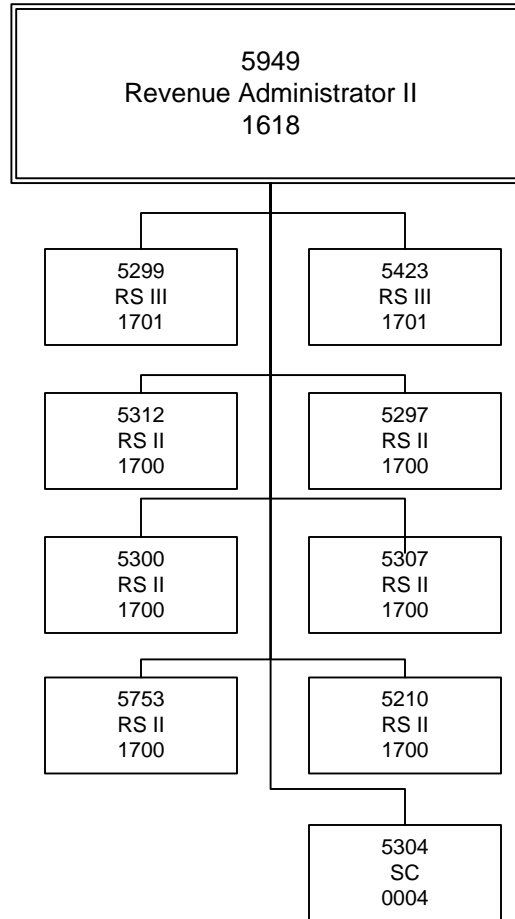 5949
Revenue Administrator II
1618
5299
RS III
1701
5423
RS III
1701
5312
RS II
1700
5297
RS II
1700
5300
RS II
1700
5307
RS II
1700
5753
RS II
1700
5210
RS II
1700
5304
SC
0004